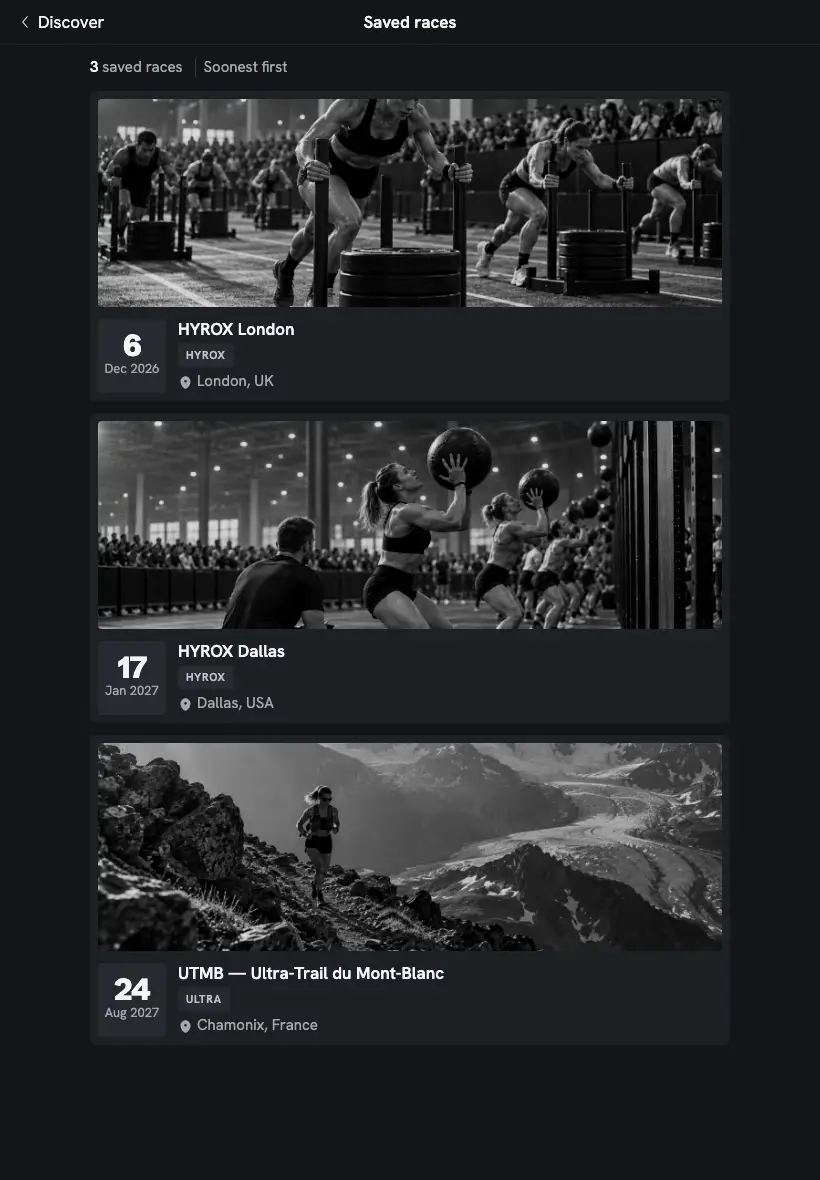 Discover
Saved races
3 saved races
Soonest first
6
Dec 2026
HYROX London
HYROX
London, UK
17
Jan 2027
HYROX Dallas
HYROX
Dallas, USA
24
Aug 2027
UTMB — Ultra-Trail du Mont-Blanc
ULTRA
Chamonix, France